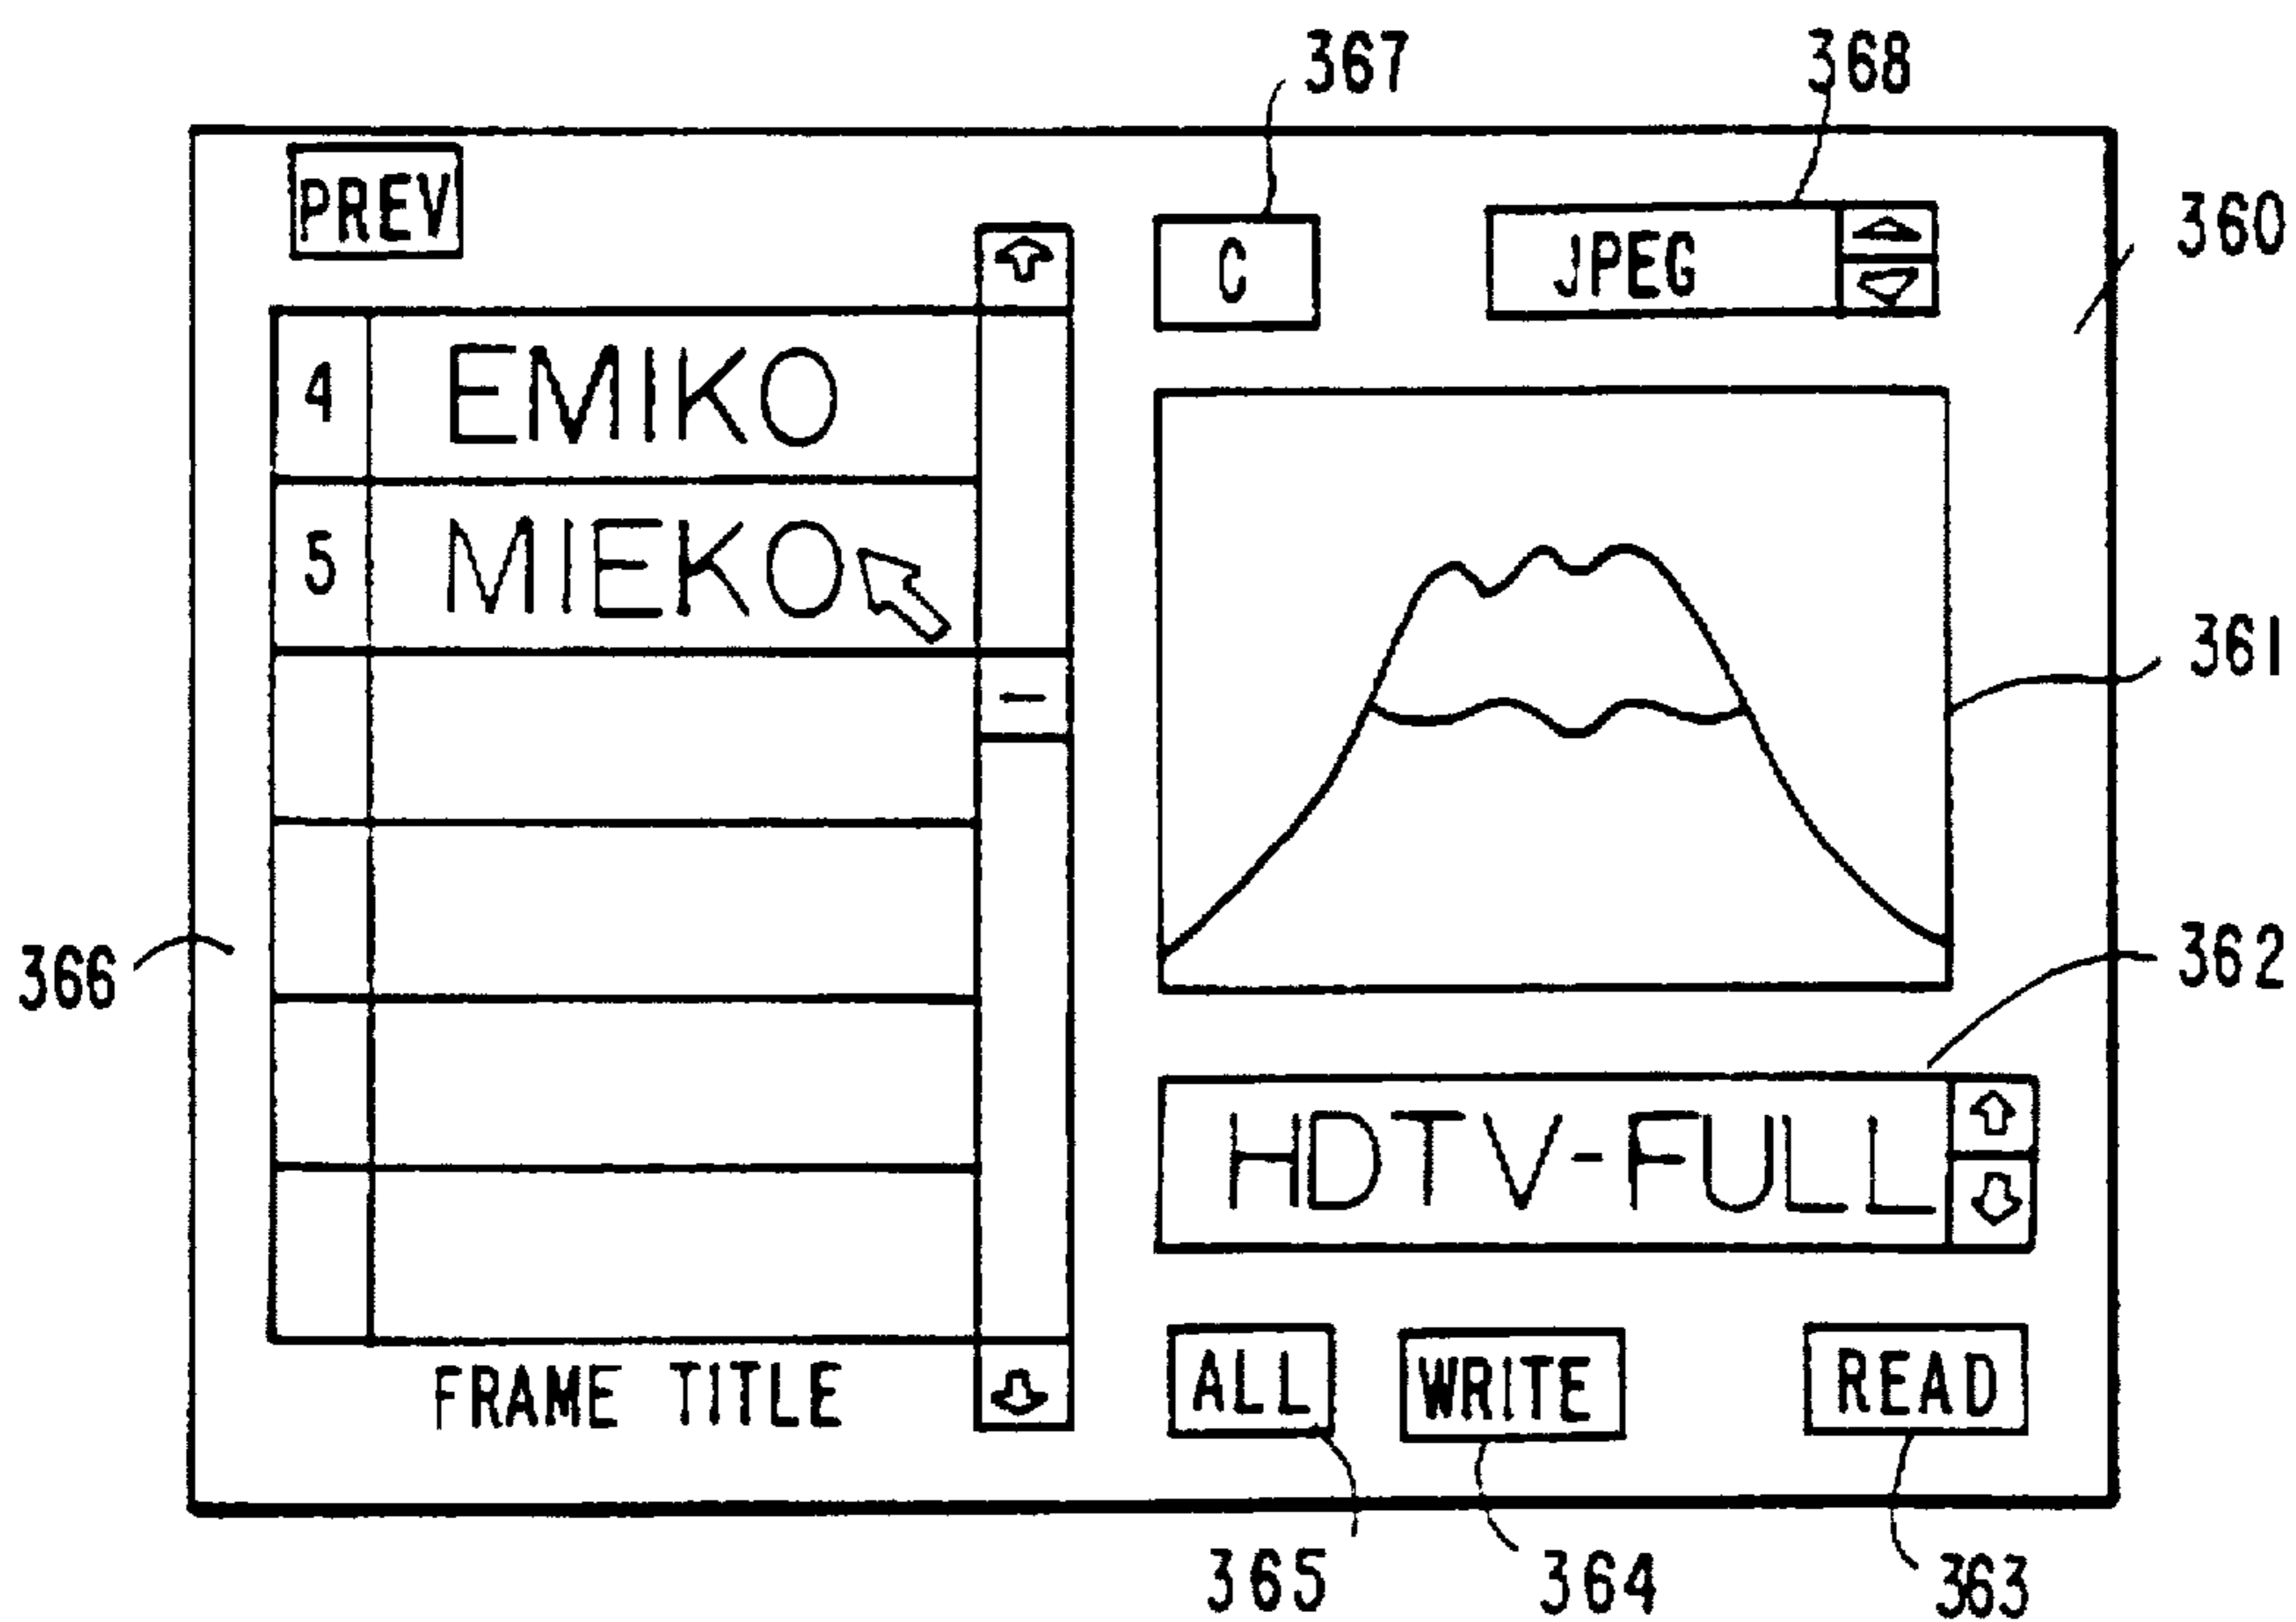 367
368
PREV
360
C
JPEG
4 EMIKO
5 MIEKO
361
366
362
HDTV-FULL
ALL
WRITE
READ
FRAME TITLE
365
364
363